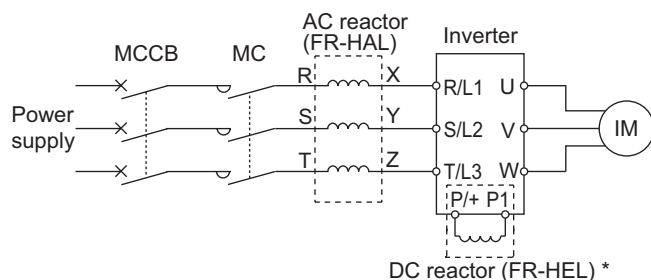 AC reactor
(FR-HAL)
MCCB
MC
Inverter
R
X
R/L1
U
Power
supply
S
Y
S/L2
V
IM
T
Z
T/L3
W
P/+
P1
DC reactor (FR-HEL) *